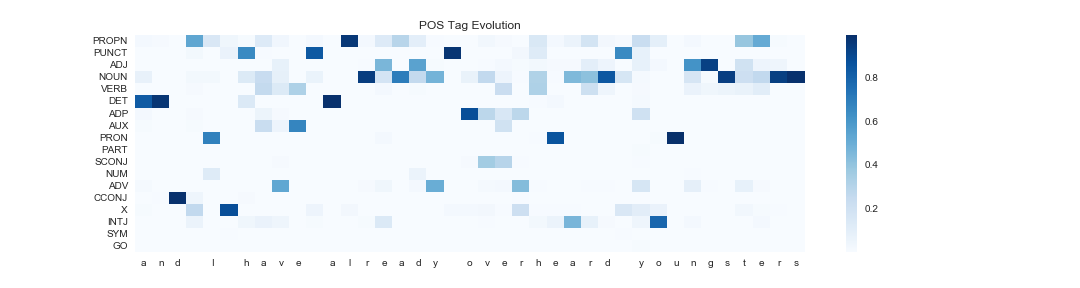 POS Tag Evolution
PROPN
PUNCT
ADJ
NOUN
VERB
DET
ADP
AUX
PRON
PART
SCONJ
NUM
ADV
CCONJ
X
INTJ
SYM
GO
a n d I h a v e a l r e a d y o v e r h e a r d y o u n g s t e r s
0.8
0.6
0.4
0.2